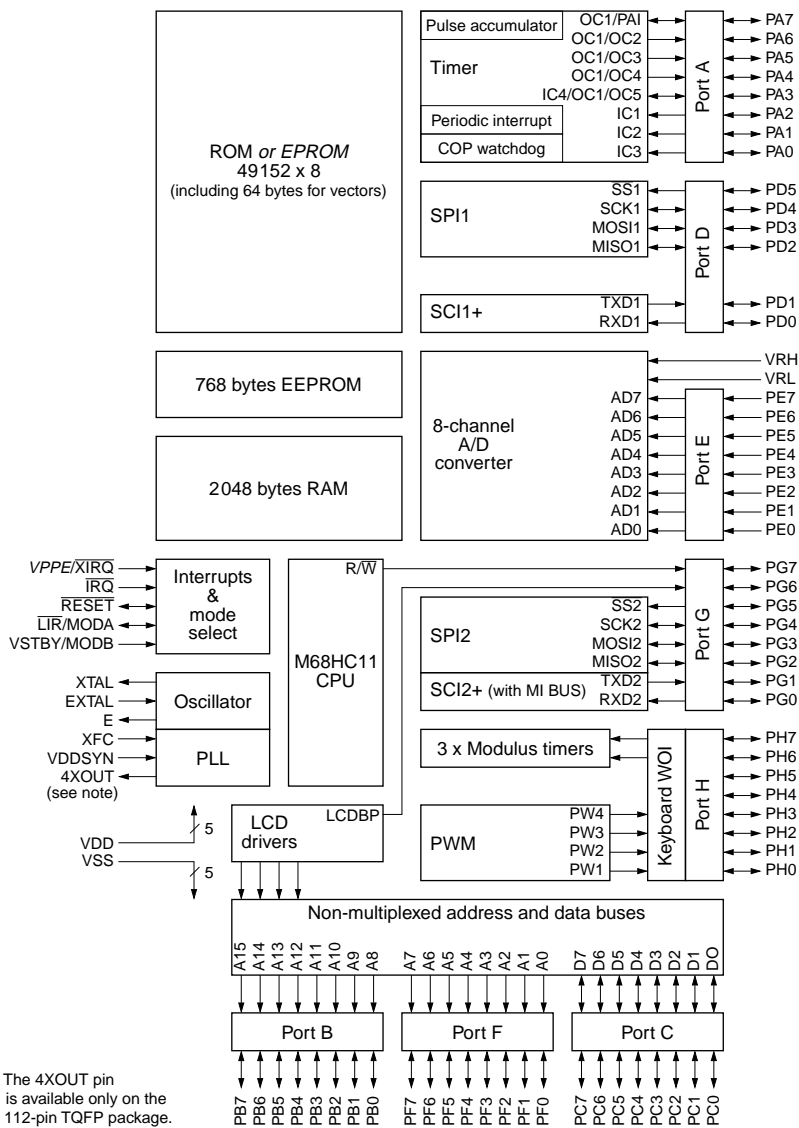 ROM or EPROM
49152 x 8
(including 64 bytes for vectors)
Pulse accumulator
Timer
Periodic interrupt
COP watchdog
OC1/PAI
OC1/OC2
OC1/OC3
OC1/OC4
IC4/OC1/OC5
IC1
IC2
IC3
Port A
PA7
PA6
PA5
PA4
PA3
PA2
PA1
PA0
SPI1
SS1
SCK1
MOSI1
MISO1
SCI1+
TXD1
RXD1
Port D
PD5
PD4
PD3
PD2
PD1
PD0
768 bytes EEPROM
2048 bytes RAM
8-channel
A/D
converter
AD7
AD6
AD5
AD4
AD3
AD2
AD1
AD0
Port E
VRH
VRL
PE7
PE6
PE5
PE4
PE3
PE2
PE1
PE0
VPPE/XIRQ
IRQ
RESET
LIR/MODA
VSTBY/MODB
Interrupts
&
mode
select
XTAL
EXTAL
E
XFC
VDDSYN
4XOUT
(see note)
Oscillator
PLL
R/W
M68HC11
CPU
SPI2
SS2
SCK2
MOSI2
MISO2
SCI2+ (with MI BUS)
TXD2
RXD2
Port G
PG7
PG6
PG5
PG4
PG3
PG2
PG1
PG0
3 x Modulus timers
PWM
PW4
PW3
PW2
PW1
Keyboard WOI
Port H
PH7
PH6
PH5
PH4
PH3
PH2
PH1
PH0
VDD
VSS
5
5
LCD
drivers
LCDBP
Non-multiplexed address and data buses
A15
A14
A13
A12
A11
A10
A9
A8
A7
A6
A5
A4
A3
A2
A1
A0
D7
D6
D5
D4
D3
D2
D1
DO
Port B
Port F
Port C
PB7
PB6
PB5
PB4
PB3
PB2
PB1
PB0
PF7
PF6
PF5
PF4
PF3
PF2
PF1
PF0
PC7
PC6
PC5
PC4
PC3
PC2
PC1
PC0
The 4XOUT pin
is available only on the
112-pin TQFP package.